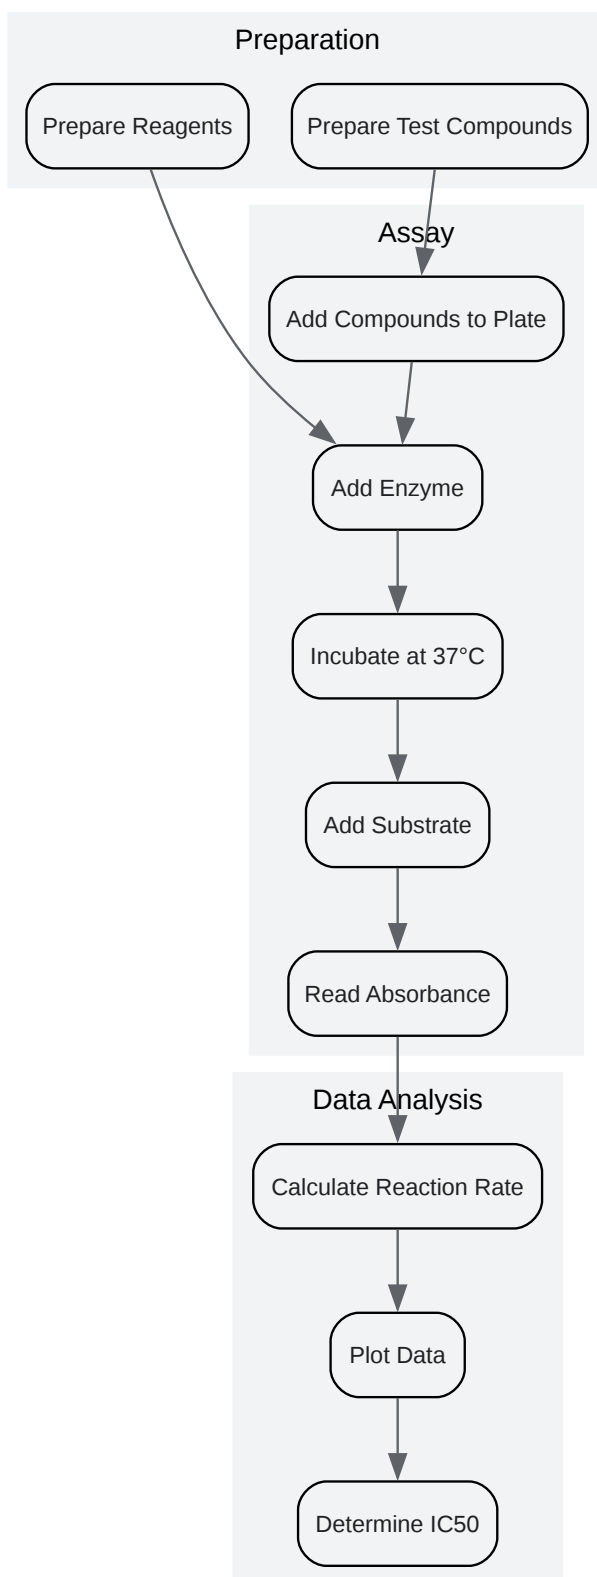 Preparation
Prepare Reagents
Prepare Test Compounds
Assay
Add Compounds to Plate
Add Enzyme
Incubate at 37°C
Add Substrate
Read Absorbance
Data Analysis
Calculate Reaction Rate
Plot Data
Determine IC50